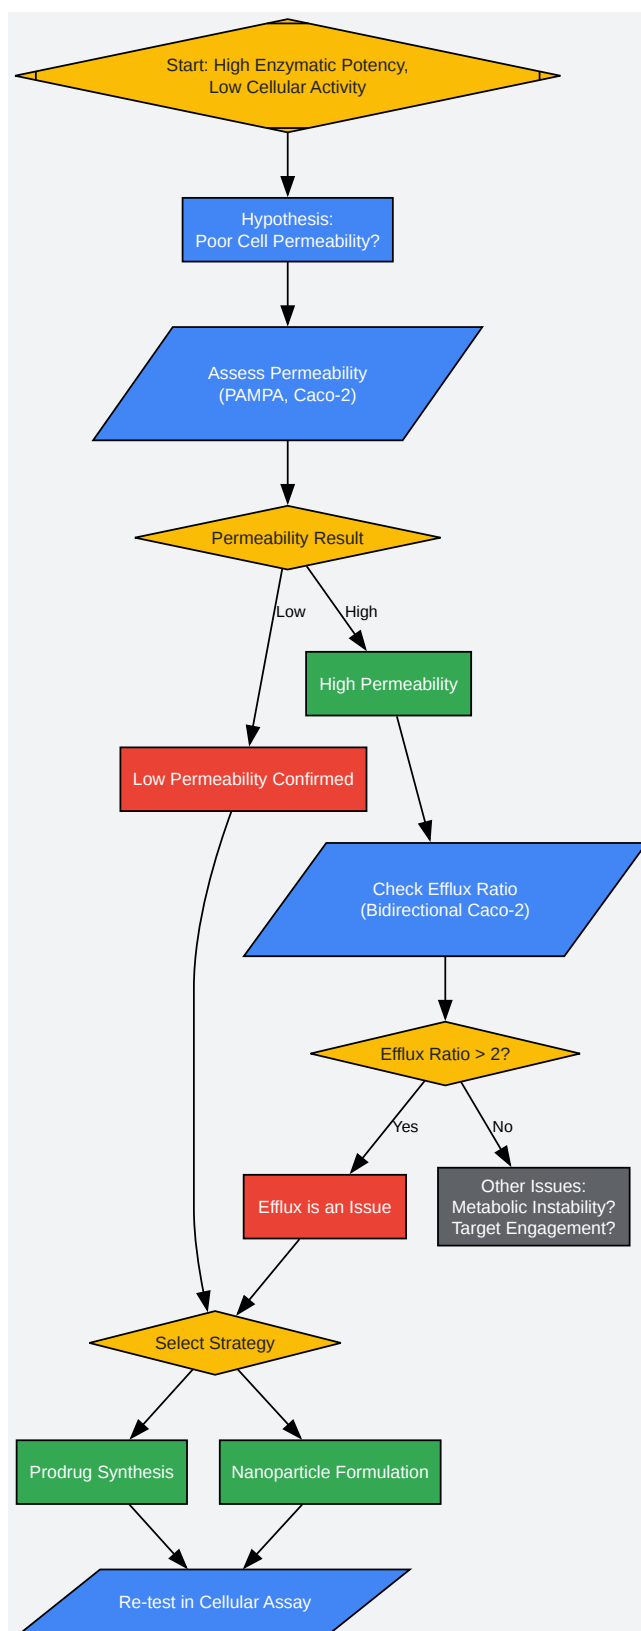 Start: High Enzymatic Potency,
Low Cellular Activity
Hypothesis:
Poor Cell Permeability?
Assess Permeability
(PAMPA, Caco-2)
Permeability Result
Low
High
High Permeability
Low Permeability Confirmed
Check Efflux Ratio
(Bidirectional Caco-2)
Efflux Ratio > 2?
Yes
No
Other Issues:
Metabolic Instability?
Target Engagement?
Efflux is an Issue
Select Strategy
Prodrug Synthesis
Nanoparticle Formulation
Re-test in Cellular Assay